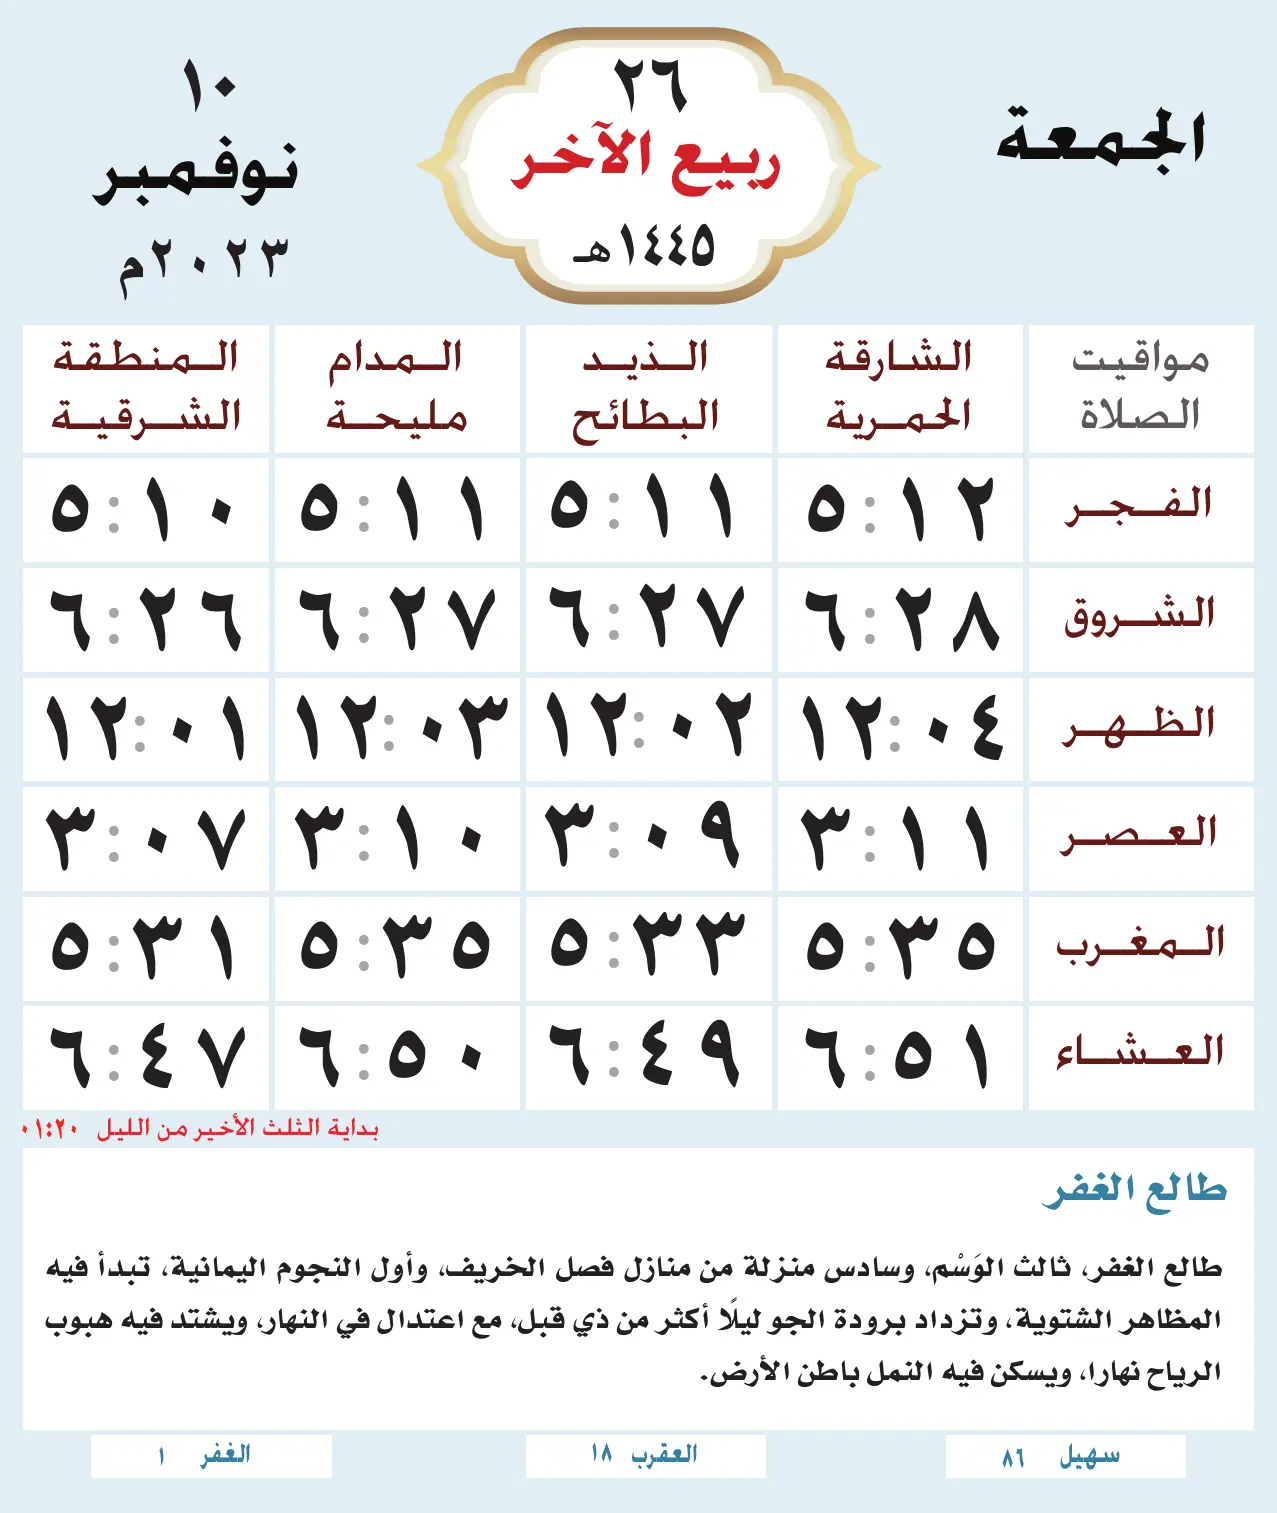 الجمعة
٢٦
ربيع الآخر
١٤٤٥هـ
١٠
نوفمبر
٢٠٢٣م
مواقيت الصلاة
الشارقة الحمرية
الذيد البطائح
المدام مليحة
المنطقة الشرقية
الفجر ٥:١٢ ٥:١١ ٥:١١ ٥:١٠
الشروق ٦:٢٨ ٦:٢٧ ٦:٢٧ ٦:٢٦
الظهر ١٢:٠٤ ١٢:٠٢ ١٢:٠٣ ١٢:٠١
العصر ٣:١١ ٣:٠٩ ٣:١٠ ٣:٠٧
المغرب ٥:٣٥ ٥:٣٣ ٥:٣٥ ٥:٣١
العشاء ٦:٥١ ٦:٤٩ ٦:٥٠ ٦:٤٧
بداية الثلث الأخير من الليل ٠١:٢٠
طالع الغفر
طالع الغفر، ثالث الوَسْم، وسادس منزلة من منازل فصل الخريف، وأول النجوم اليمانية، تبدأ فيه
المظاهر الشتوية، وتزداد برودة الجو ليلًا أكثر من ذي قبل، مع اعتدال في النهار، ويشتد فيه هبوب
الرياح نهارا، ويسكن فيه النمل باطن الأرض.
سهيل ٨٦
العقرب ١٨
الغفر ١